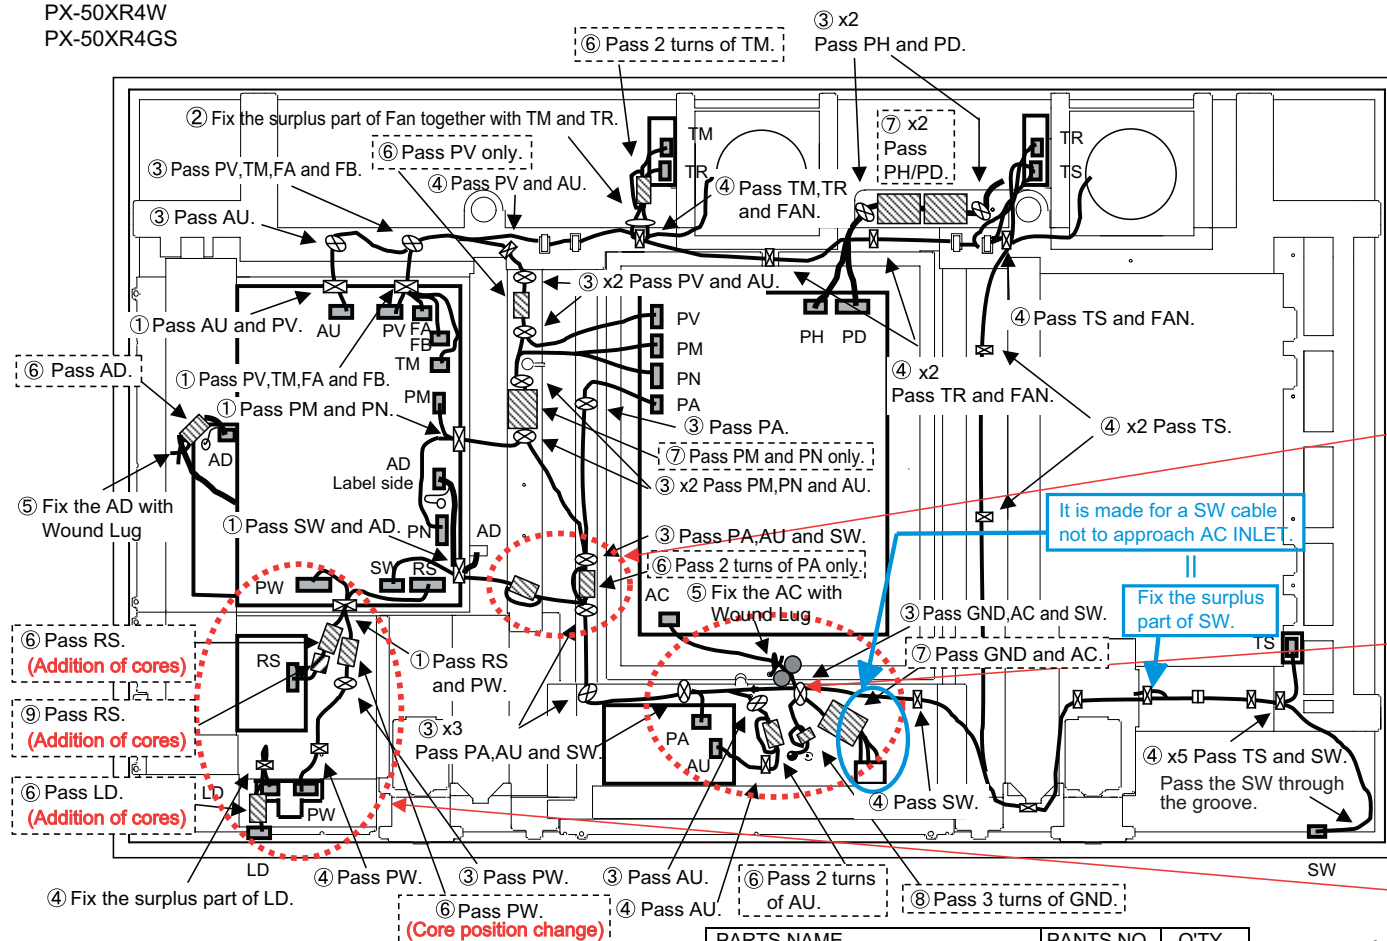 PX-50XR4W
PX-50XR4GS
③ x2
Pass PH and PD.
⑥ Pass 2 turns of TM.
② Fix the surplus part of Fan together with TM and TR.
⑥ Pass PV only.
⑦ x2
Pass
PH/PD.
TM
TR
TR
TS
③ Pass PV,TM,FA and FB.
④ Pass PV and AU.
④ Pass TM,TR
and FAN.
③ Pass AU.
③ x2 Pass PV and AU.
① Pass AU and PV.
AU
PV
FA
FB
TM
PV
PM
PN
PA
PH
PD
④ Pass TS and FAN.
⑥ Pass AD.
① Pass PV,TM,FA and FB.
④ x2
Pass TR and FAN.
PM
① Pass PM and PN.
③ Pass PA.
④ x2 Pass TS.
AD
⑦ Pass PM and PN only.
AD
Label side
③ x2 Pass PM,PN and AU.
⑤ Fix the AD with
Wound Lug
① Pass SW and AD.
PN
AD
It is made for a SW cable
not to approach AC INLET.
=
③ Pass PA,AU and SW.
⑥ Pass 2 turns of PA only.
PW
SW
RS
AC
⑤ Fix the AC with
Wound Lug
Fix the surplus
part of SW.
③ Pass GND,AC and SW.
⑥ Pass RS.
(Addition of cores)
RS
① Pass RS
and PW.
⑦ Pass GND and AC.
TS
⑨ Pass RS.
(Addition of cores)
③ x3
Pass PA,AU and SW
PA
AU
④ x5 Pass TS and SW.
Pass the SW through
the groove.
⑥ Pass LD.
(Addition of cores)
LD
PW
④ Pass SW.
LD
SW
④ Fix the surplus part of LD.
④ Pass PW.
③ Pass PW.
③ Pass AU.
⑥ Pass 2 turns
of AU.
⑧ Pass 3 turns of GND.
⑥ Pass PW.
(Core position change)
④ Pass AU.
PARTS NAME
PANTS NO.
Q'TY